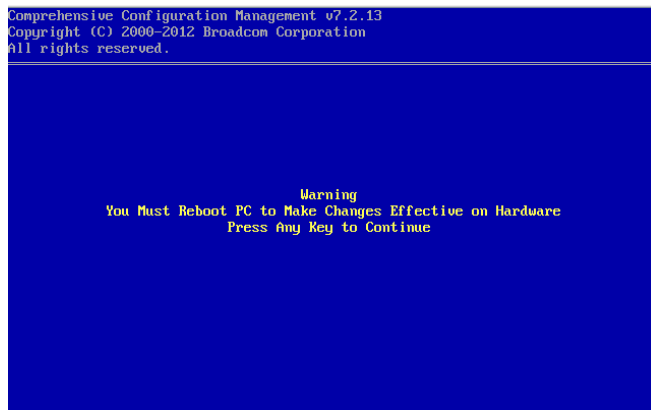 Comprehensive Configuration Management v7.2.13
Copyright (C) 2000-2012 Broadcom Corporation
All rights reserved.
Warning
You Must Reboot PC to Make Changes Effective on Hardware
Press Any Key to Continue